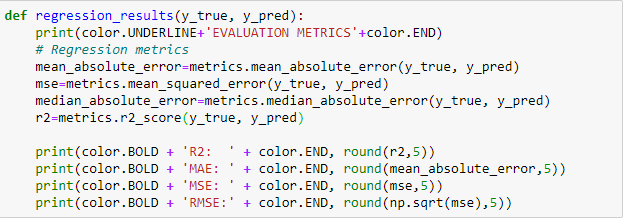 def regression_results(y_true, y_pred):
    print(color.UNDERLINE+'EVALUATION METRICS'+color.END)
    # Regression metrics
    mean_absolute_error=metrics.mean_absolute_error(y_true, y_pred)
    mse=metrics.mean_squared_error(y_true, y_pred)
    median_absolute_error=metrics.median_absolute_error(y_true, y_pred)
    r2=metrics.r2_score(y_true, y_pred)

    print(color.BOLD + 'R2:  ' + color.END, round(r2,5))
    print(color.BOLD + 'MAE: ' + color.END, round(mean_absolute_error,5))
    print(color.BOLD + 'MSE: ' + color.END, round(mse,5))
    print(color.BOLD + 'RMSE:' + color.END, round(np.sqrt(mse),5))